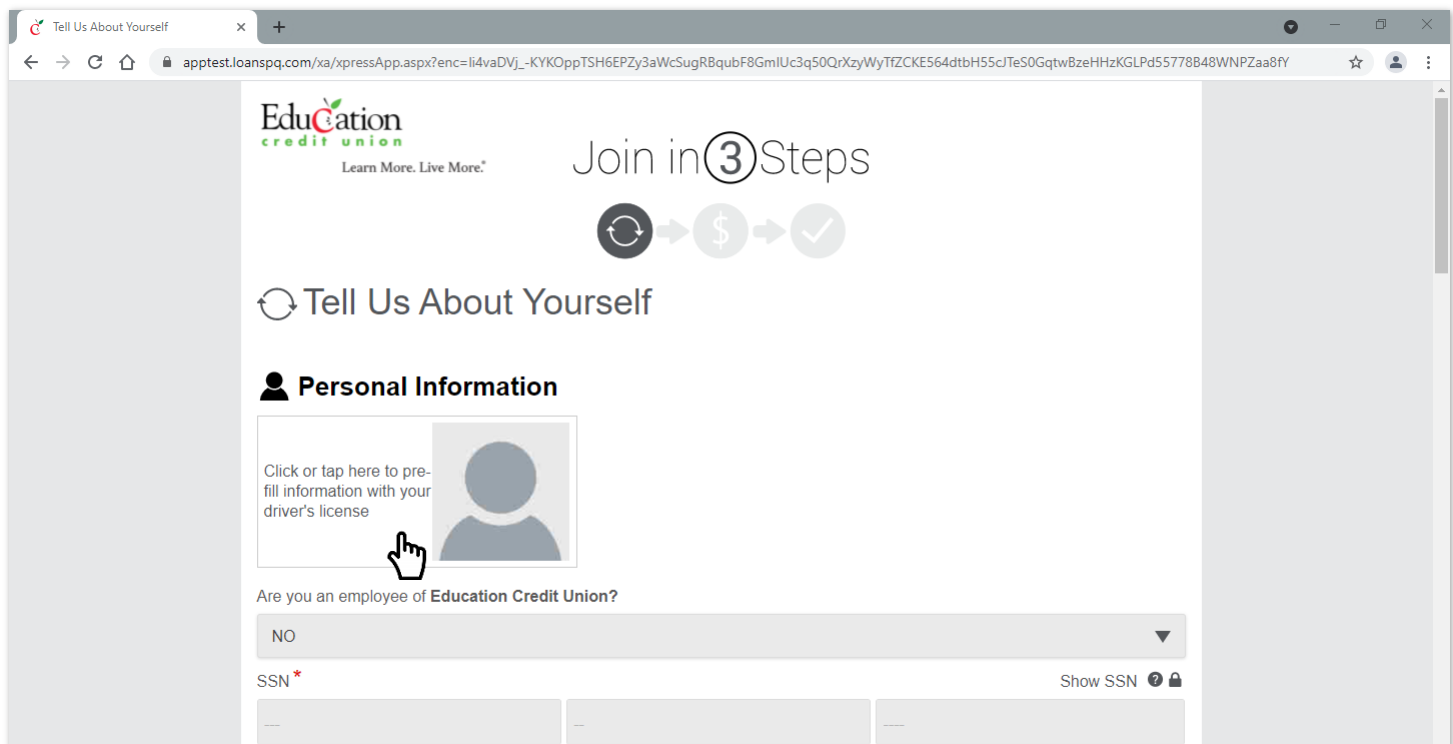 Tell Us About Yourself
apptest.loanspq.com/xa/xpressApp.aspx?enc=li4vaDVj_-KYKOppTSH6EPZy3aWcSugRBqubF8GmIUc3q50QrXzyWyTfZCKE564dtbH55cJTeS0GqtwBzeHHzKGLPd55778B48WNPZaa8fY
Education
credit union
Learn More. Live More.®
Join in 3 Steps
$
Tell Us About Yourself
Personal Information
Click or tap here to pre-
fill information with your
driver's license
Are you an employee of Education Credit Union?
NO
SSN * Show SSN ?
--- -- ----